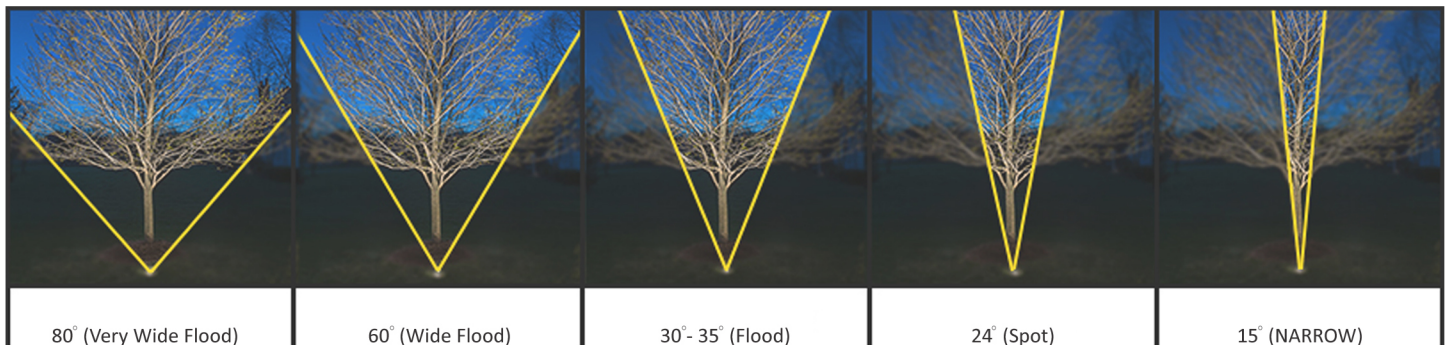 80° (Very Wide Flood)
60° (Wide Flood)
30°- 35° (Flood)
24° (Spot)
15° (NARROW)